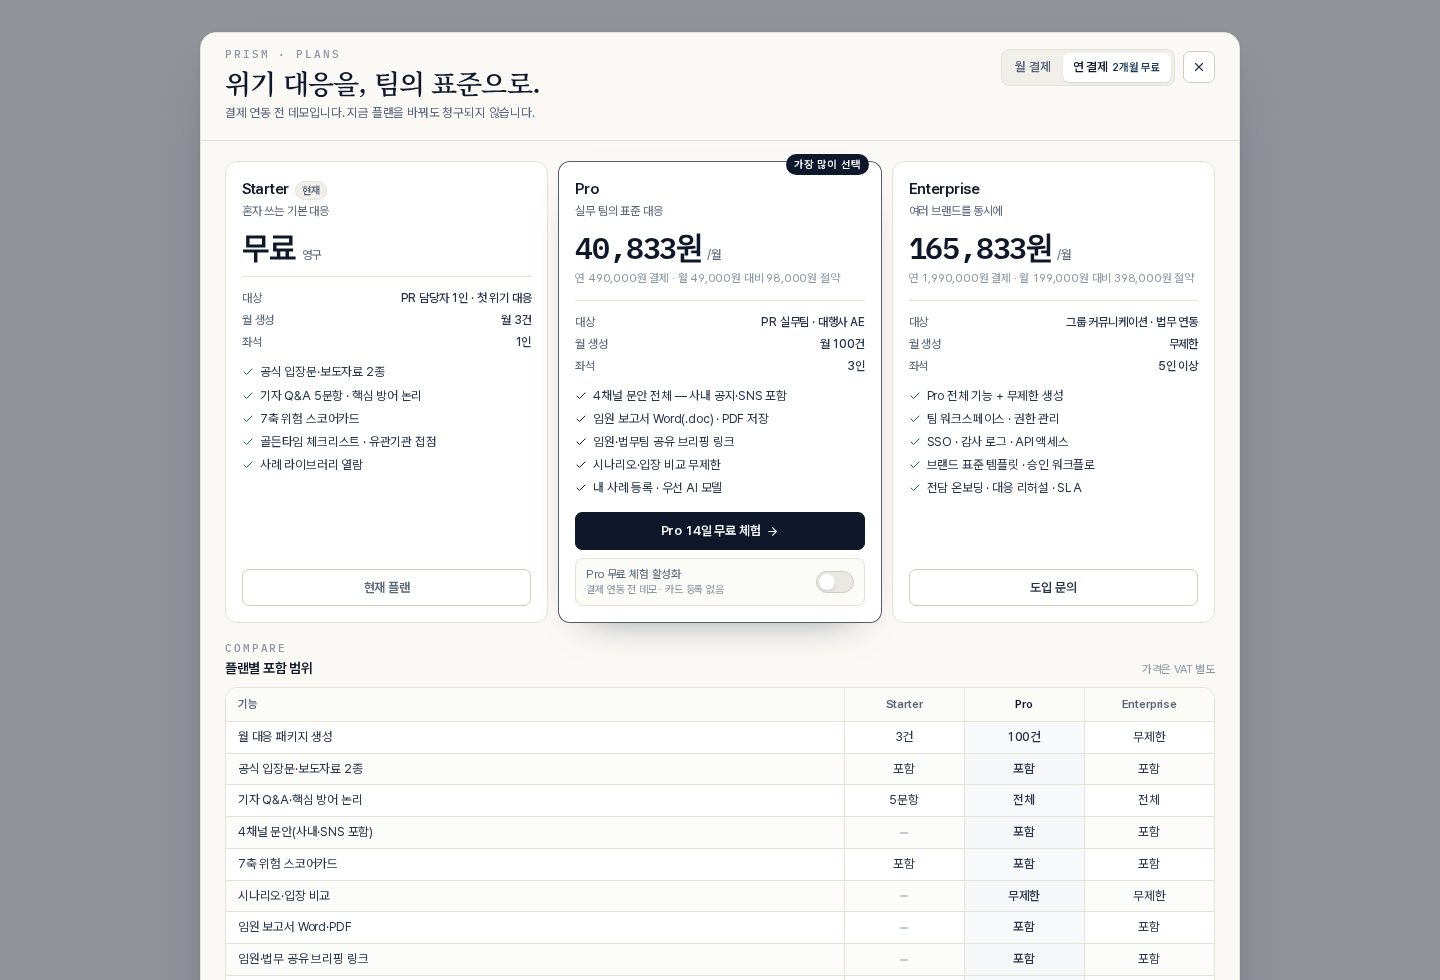 PRISM · PLANS
위기 대응을, 팀의 표준으로.
결제 연동 전 데모입니다. 지금 플랜을 바꿔도 청구되지 않습니다.
월 결제
연 결제 2개월 무료
가장 많이 선택
Starter 현재
혼자 쓰는 기본 대응
무료 영구
대상 PR 담당자 1인 · 첫 위기 대응
월 생성 월 3건
좌석 1인
공식 입장문·보도자료 2종
기자 Q&A 5문항 · 핵심 방어 논리
7축 위험 스코어카드
골든타임 체크리스트 · 유관기관 접점
사례 라이브러리 열람
현재 플랜
Pro
실무 팀의 표준 대응
40,833원 /월
연 490,000원 결제 · 월 49,000원 대비 98,000원 절약
대상 PR 실무팀 · 대행사 AE
월 생성 월 100건
좌석 3인
4채널 문안 전체 — 사내 공지·SNS 포함
임원 보고서 Word(.doc) · PDF 저장
임원·법무팀 공유 브리핑 링크
시나리오·입장 비교 무제한
내 사례 등록 · 우선 AI 모델
Pro 14일 무료 체험 →
Pro 무료 체험 활성화
결제 연동 전 데모 · 카드 등록 없음
Enterprise
여러 브랜드를 동시에
165,833원 /월
연 1,990,000원 결제 · 월 199,000원 대비 398,000원 절약
대상 그룹 커뮤니케이션 · 법무 연동
월 생성 무제한
좌석 5인 이상
Pro 전체 기능 + 무제한 생성
팀 워크스페이스 · 권한 관리
SSO · 감사 로그 · API 액세스
브랜드 표준 템플릿 · 승인 워크플로
전담 온보딩 · 대응 리허설 · SLA
도입 문의
COMPARE
플랜별 포함 범위
가격은 VAT 별도
기능 Starter Pro Enterprise
월 대응 패키지 생성 3건 100건 무제한
공식 입장문·보도자료 2종 포함 포함 포함
기자 Q&A·핵심 방어 논리 5문항 전체 전체
4채널 문안(사내·SNS 포함) — 포함 포함
7축 위험 스코어카드 포함 포함 포함
시나리오·입장 비교 — 무제한 무제한
임원 보고서 Word·PDF — 포함 포함
임원·법무 공유 브리핑 링크 — 포함 포함